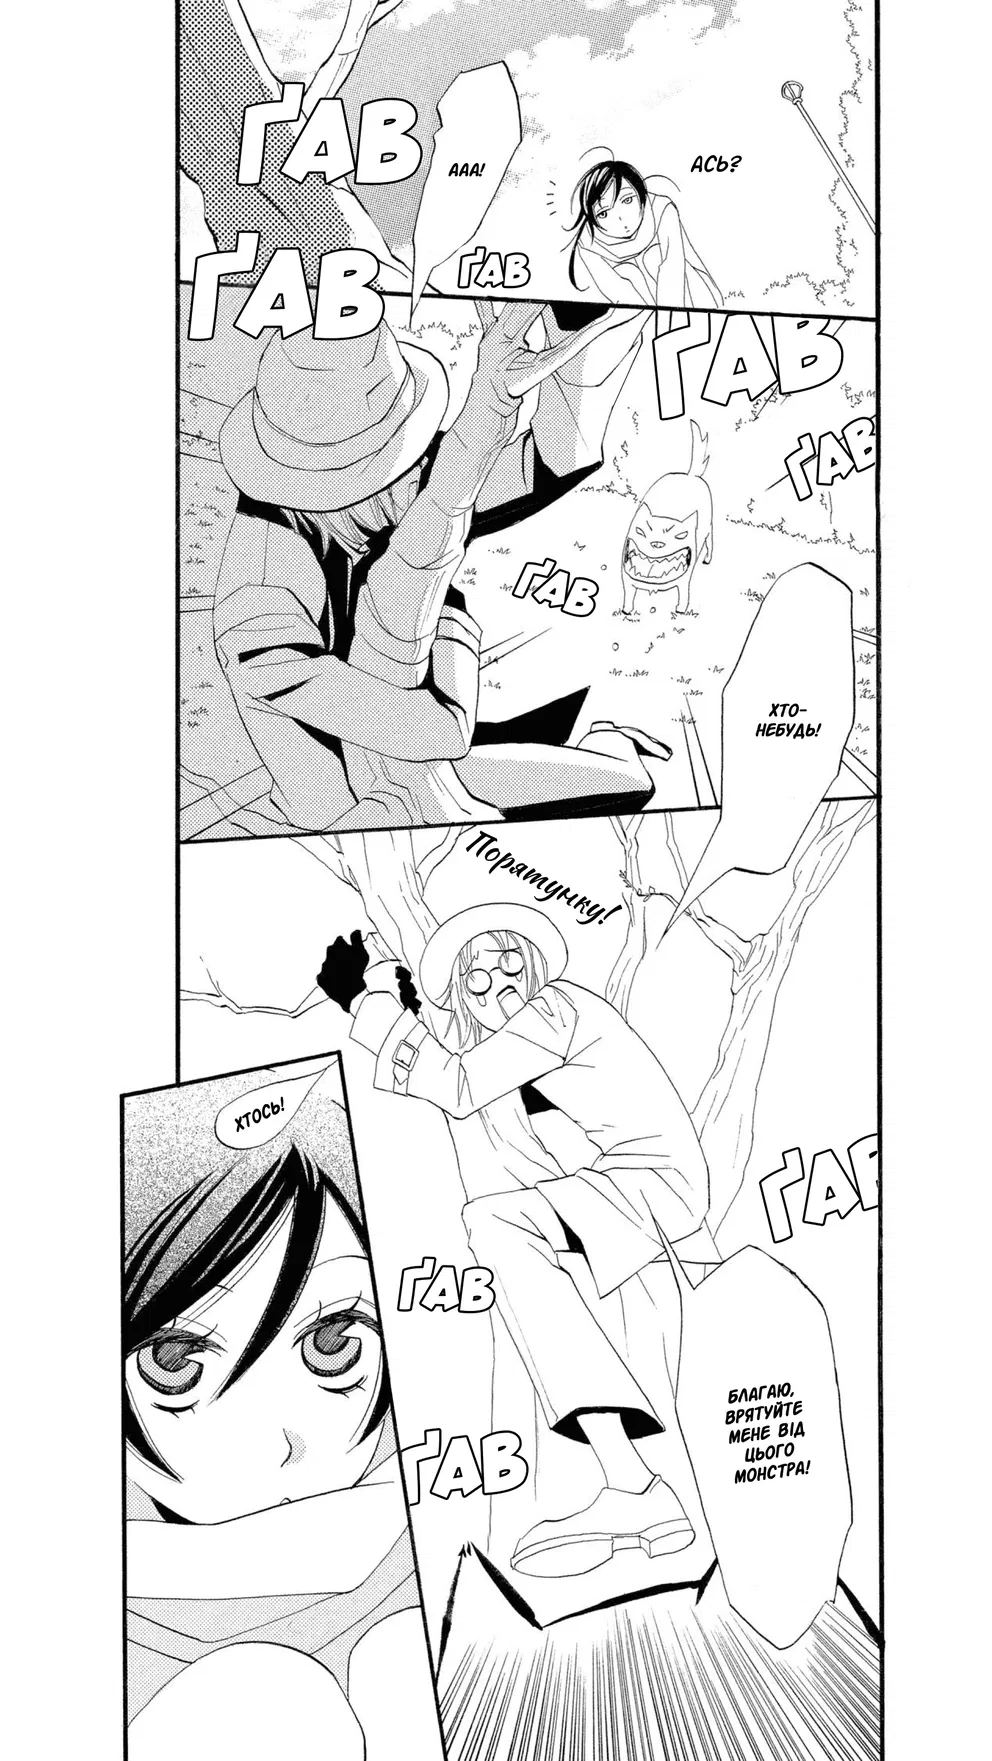 ҐАВ
ААА!
АСЬ?
ҐАВ
ҐАВ
ҐАВ
ҐАВ
ҐАВ
ХТО-
НЕБУДЬ!
Порятунку!
ХТОСЬ!
ҐАВ
ҐАВ
ҐАВ
БЛАГАЮ,
ВРЯТУЙТЕ
МЕНЕ ВІД
ЦЬОГО
МОНСТРА!